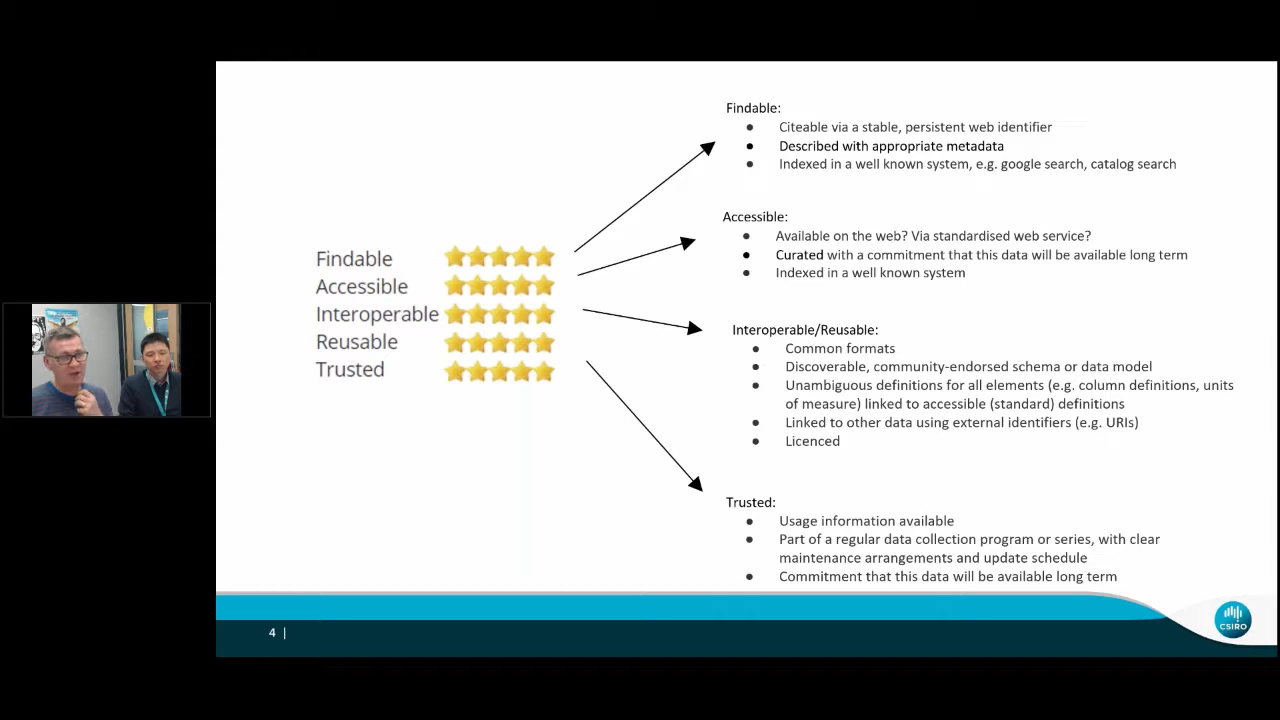 Findable:
● Citeable via a stable, persistent web identifier
● Described with appropriate metadata
● Indexed in a well known system, e.g. google search, catalog search
Accessible:
● Available on the web? Via standardised web service?
● Curated with a commitment that this data will be available long term
● Indexed in a well known system
Findable
Accessible
Interoperable
Reusable
Trusted
Interoperable/Reusable:
● Common formats
● Discoverable, community-endorsed schema or data model
● Unambiguous definitions for all elements (e.g. column definitions, units
of measure) linked to accessible (standard) definitions
● Linked to other data using external identifiers (e.g. URIs)
● Licenced
Trusted:
● Usage information available
● Part of a regular data collection program or series, with clear
maintenance arrangements and update schedule
● Commitment that this data will be available long term
4 |
CSIRO